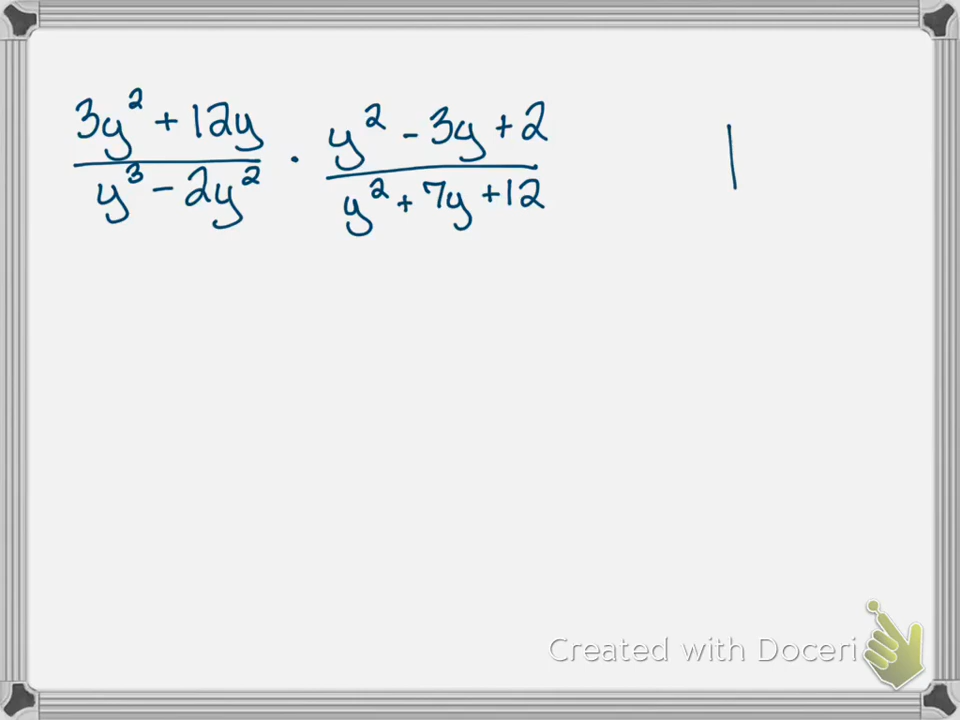 3y² + 12y / y³ - 2y² · y² - 3y + 2 / y² + 7y + 12 |
Created with Doceri